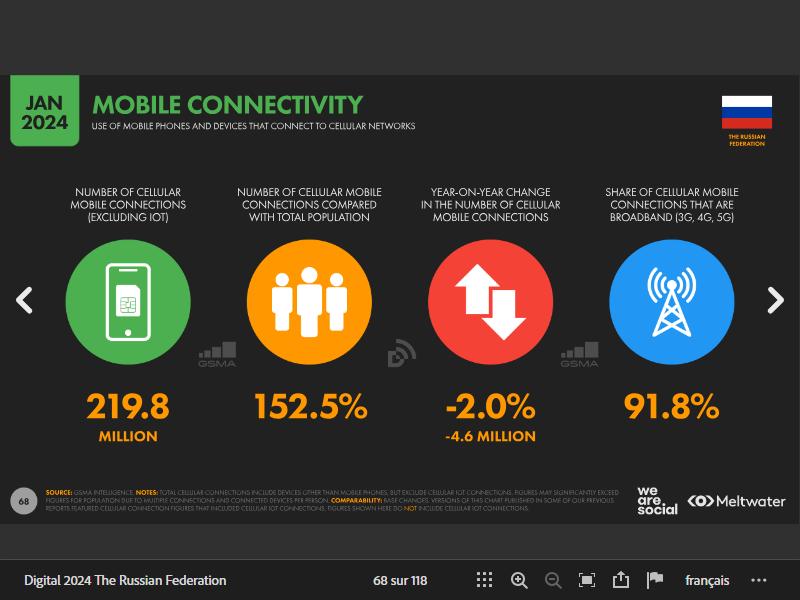 JAN
2024
MOBILE CONNECTIVITY
USE OF MOBILE PHONES AND DEVICES THAT CONNECT TO CELLULAR NETWORKS
THE RUSSIAN
FEDERATION
NUMBER OF CELLULAR
MOBILE CONNECTIONS
(EXCLUDING IOT)
NUMBER OF CELLULAR MOBILE
CONNECTIONS COMPARED
WITH TOTAL POPULATION
YEAR-ON-YEAR CHANGE
IN THE NUMBER OF CELLULAR
MOBILE CONNECTIONS
SHARE OF CELLULAR MOBILE
CONNECTIONS THAT ARE
BROADBAND (3G, 4G, 5G)
GSMA
GSMA
219.8
MILLION
152.5%
-2.0%
-4.6 MILLION
91.8%
68
SOURCE: GSMA INTELLIGENCE. NOTES: TOTAL CELLULAR CONNECTIONS INCLUDE DEVICES OTHER THAN MOBILE PHONES, BUT EXCLUDE CELLULAR IOT CONNECTIONS. FIGURES MAY SIGNIFICANTLY EXCEED
FIGURES FOR POPULATION DUE TO MULTIPLE CONNECTIONS AND CONNECTED DEVICES PER PERSON. COMPARABILITY: BASE CHANGES. VERSIONS OF THIS CHART PUBLISHED IN SOME OF OUR PREVIOUS
REPORTS FEATURED CELLULAR CONNECTION FIGURES THAT INCLUDED CELLULAR IOT CONNECTIONS. FIGURES SHOWN HERE DO NOT INCLUDE CELLULAR IOT CONNECTIONS.
we
are
social
Meltwater
Digital 2024 The Russian Federation
68 sur 118
français